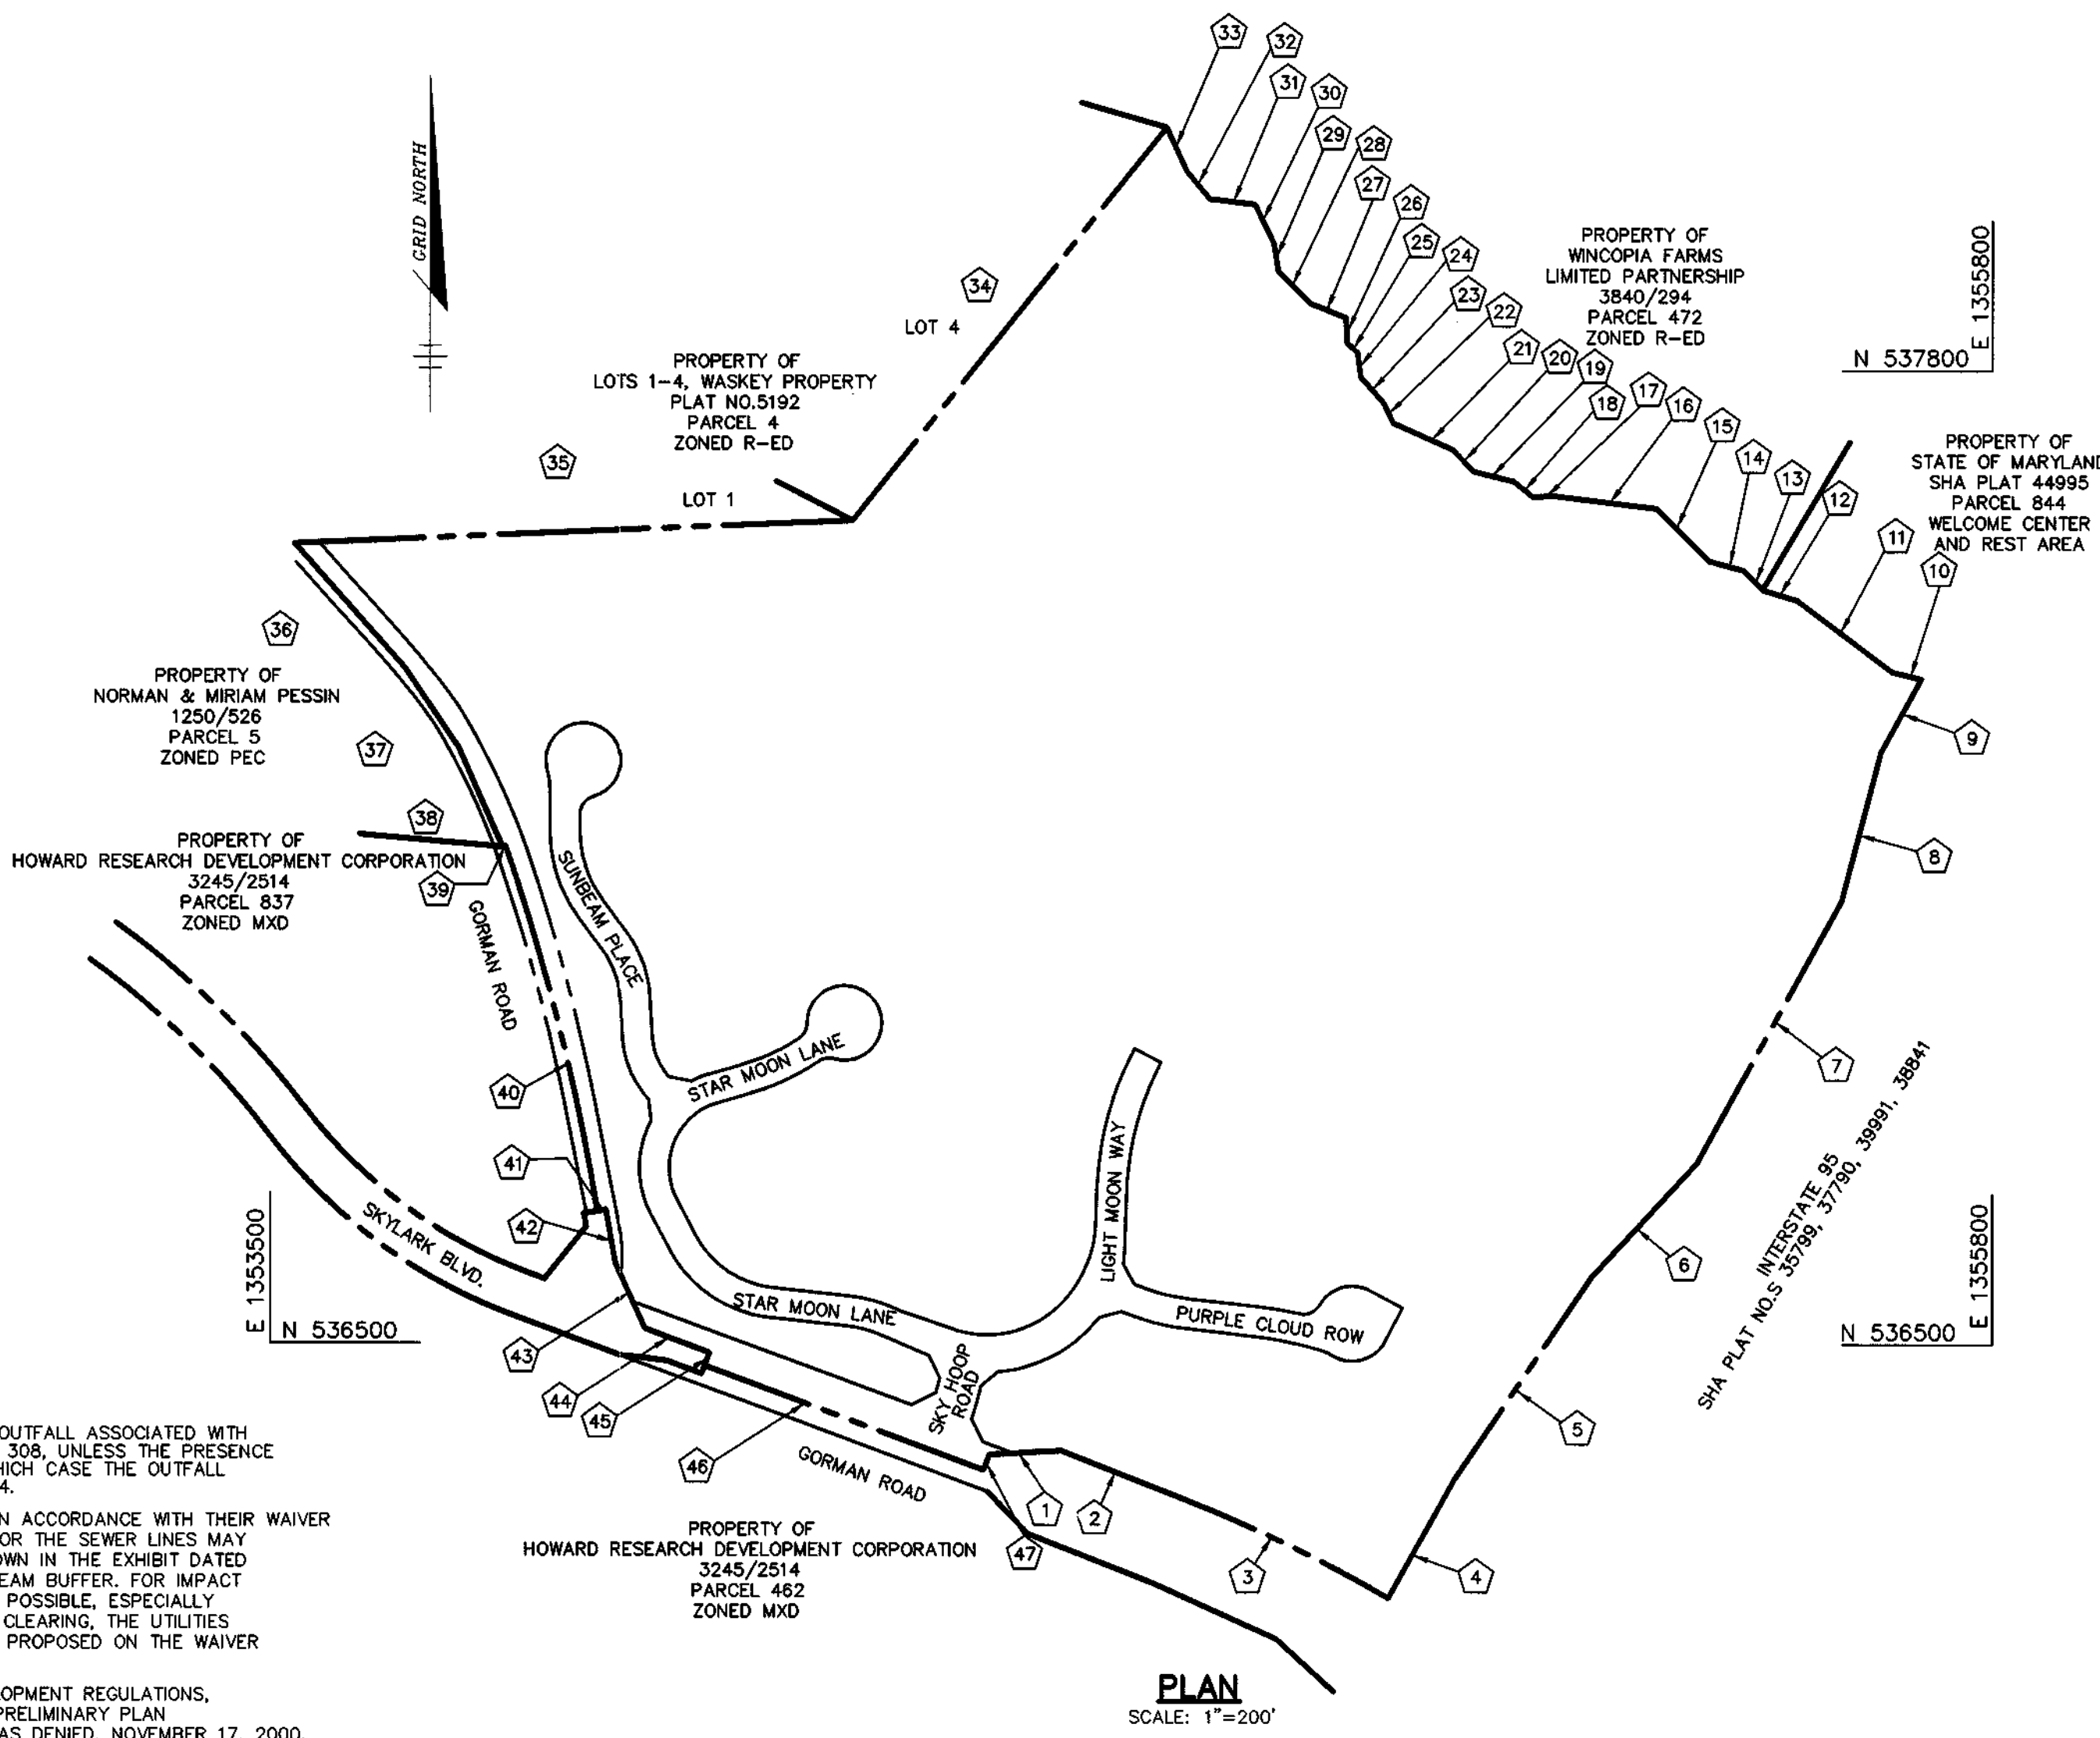 33
32
31
30
29
28
27
26
25
24
23
22
21
20
19
18
17
16
15
14
13
12
11
10
9
8
7
6
5
4
3
2
1
47
46
45
44
43
42
41
40
39
38
37
36
35
34
GRID NORTH
PROPERTY OF
WINCOPIA FARMS
LIMITED PARTNERSHIP
3840/294
PARCEL 472
ZONED R-ED
E 1355800
N 537800
LOT 4
PROPERTY OF
LOTS 1-4, WASKEY PROPERTY
PLAT NO.5192
PARCEL 4
ZONED R-ED
LOT 1
PROPERTY OF
STATE OF MARYLAND
SHA PLAT 44995
PARCEL 844
WELCOME CENTER
AND REST AREA
PROPERTY OF
NORMAN & MIRIAM PESSIN
1250/526
PARCEL 5
ZONED PEC
PROPERTY OF
HOWARD RESEARCH DEVELOPMENT CORPORATION
3245/2514
PARCEL 837
ZONED MXD
GORMAN ROAD
SUNBEAM PLACE
STAR MOON LANE
LIGHT MOON WAY
SKYLARK BLVD.
STAR MOON LANE
PURPLE CLOUD ROW
SKY HOOP
ROAD
GORMAN ROAD
INTERSTATE 95
SHA PLAT NO.S 35799, 37790, 39991, 38841
E 1353500
N 536500
E 1355800
N 536500
PROPERTY OF
HOWARD RESEARCH DEVELOPMENT CORPORATION
3245/2514
PARCEL 462
ZONED MXD
OUTFALL ASSOCIATED WITH
308, UNLESS THE PRESENCE
HICH CASE THE OUTFALL
4.
N ACCORDANCE WITH THEIR WAIVER
OR THE SEWER LINES MAY
OWN IN THE EXHIBIT DATED
EAM BUFFER. FOR IMPACT
POSSIBLE, ESPECIALLY
CLEARING, THE UTILITIES
PROPOSED ON THE WAIVER
OPMENT REGULATIONS,
PRELIMINARY PLAN
AS DENIED, NOVEMBER 17, 2000.
PLAN
SCALE: 1"=200'